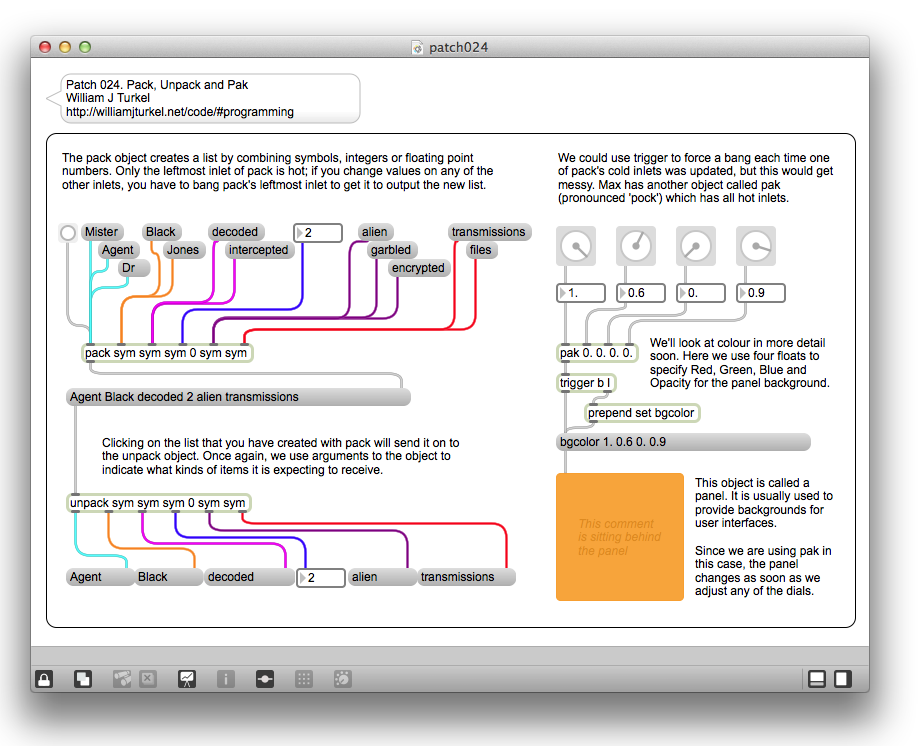 patch024
Patch 024. Pack, Unpack and Pak
William J Turkel
http://williamjturkel.net/code/#programming
The pack object creates a list by combining symbols, integers or floating point
numbers. Only the leftmost inlet of pack is hot; if you change values on any of the
other inlets, you have to bang pack's leftmost inlet to get it to output the new list.
Mister
Black
decoded
2
alien
transmissions
Agent
Jones
intercepted
garbled
files
Dr
encrypted
pack sym sym sym 0 sym sym
Agent Black decoded 2 alien transmissions
Clicking on the list that you have created with pack will send it on to
the unpack object. Once again, we use arguments to the object to
indicate what kinds of items it is expecting to receive.
unpack sym sym sym 0 sym sym
Agent
Black
decoded
2
alien
transmissions
We could use trigger to force a bang each time one
of pack's cold inlets was updated, but this would get
messy. Max has another object called pak
(pronounced 'pock') which has all hot inlets.
1.
0.6
0.
0.9
pak 0. 0. 0. 0.
We'll look at colour in more detail
soon. Here we use four floats to
specify Red, Green, Blue and
Opacity for the panel background.
trigger b l
prepend set bgcolor
bgcolor 1. 0.6 0. 0.9
This comment
is sitting behind
the panel
This object is called a
panel. It is usually used to
provide backgrounds for
user interfaces.
Since we are using pak in
this case, the panel
changes as soon as we
adjust any of the dials.